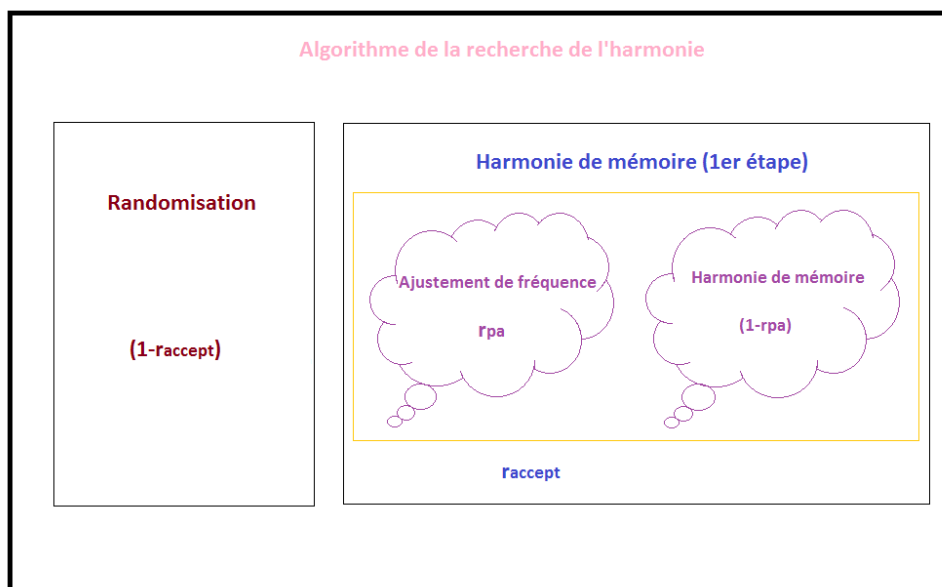 Algorithme de la recherche de l'harmonie
Randomisation
(1-raccept)
Harmonie de mémoire (1er étape)
Ajustement de fréquence
rpa
Harmonie de mémoire
(1-rpa)
raccept